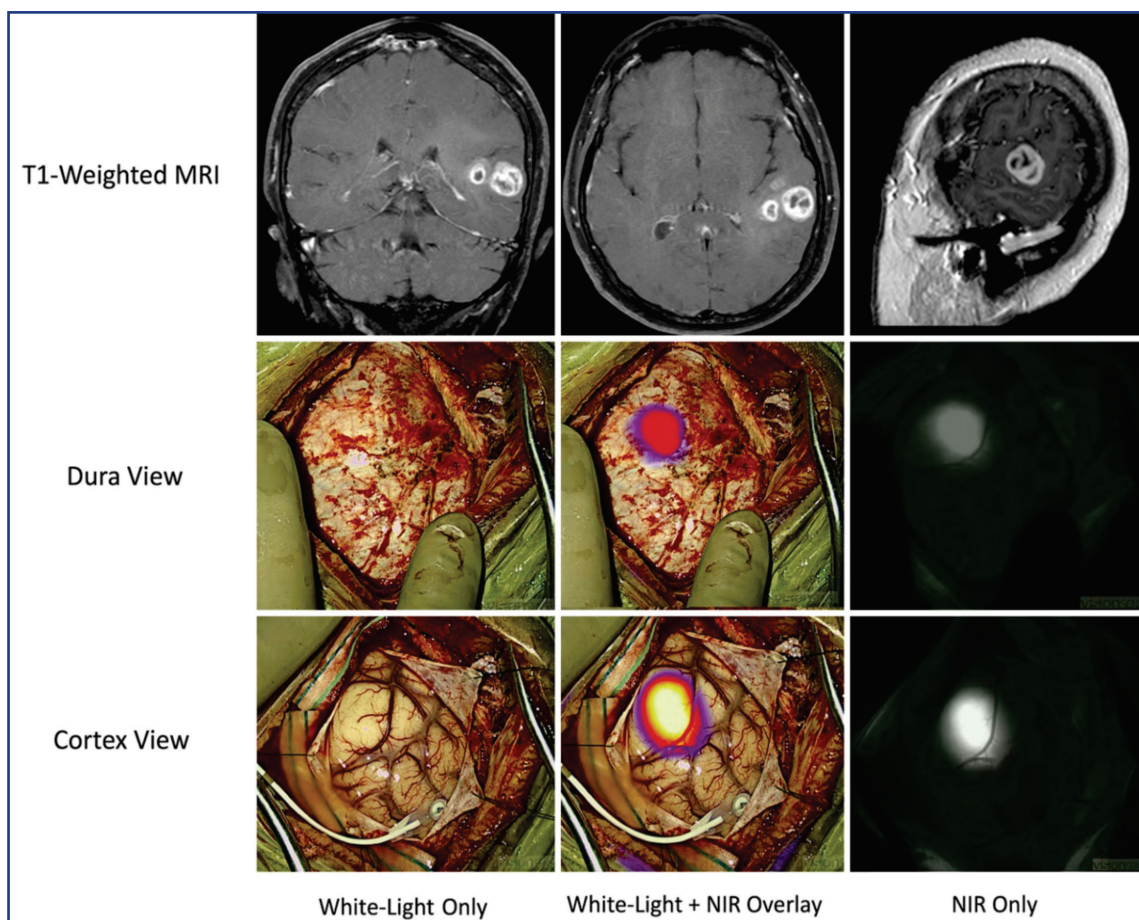 T1-Weighted MRI
Dura View
Cortex View
White-Light Only
White-Light + NIR Overlay
NIR Only